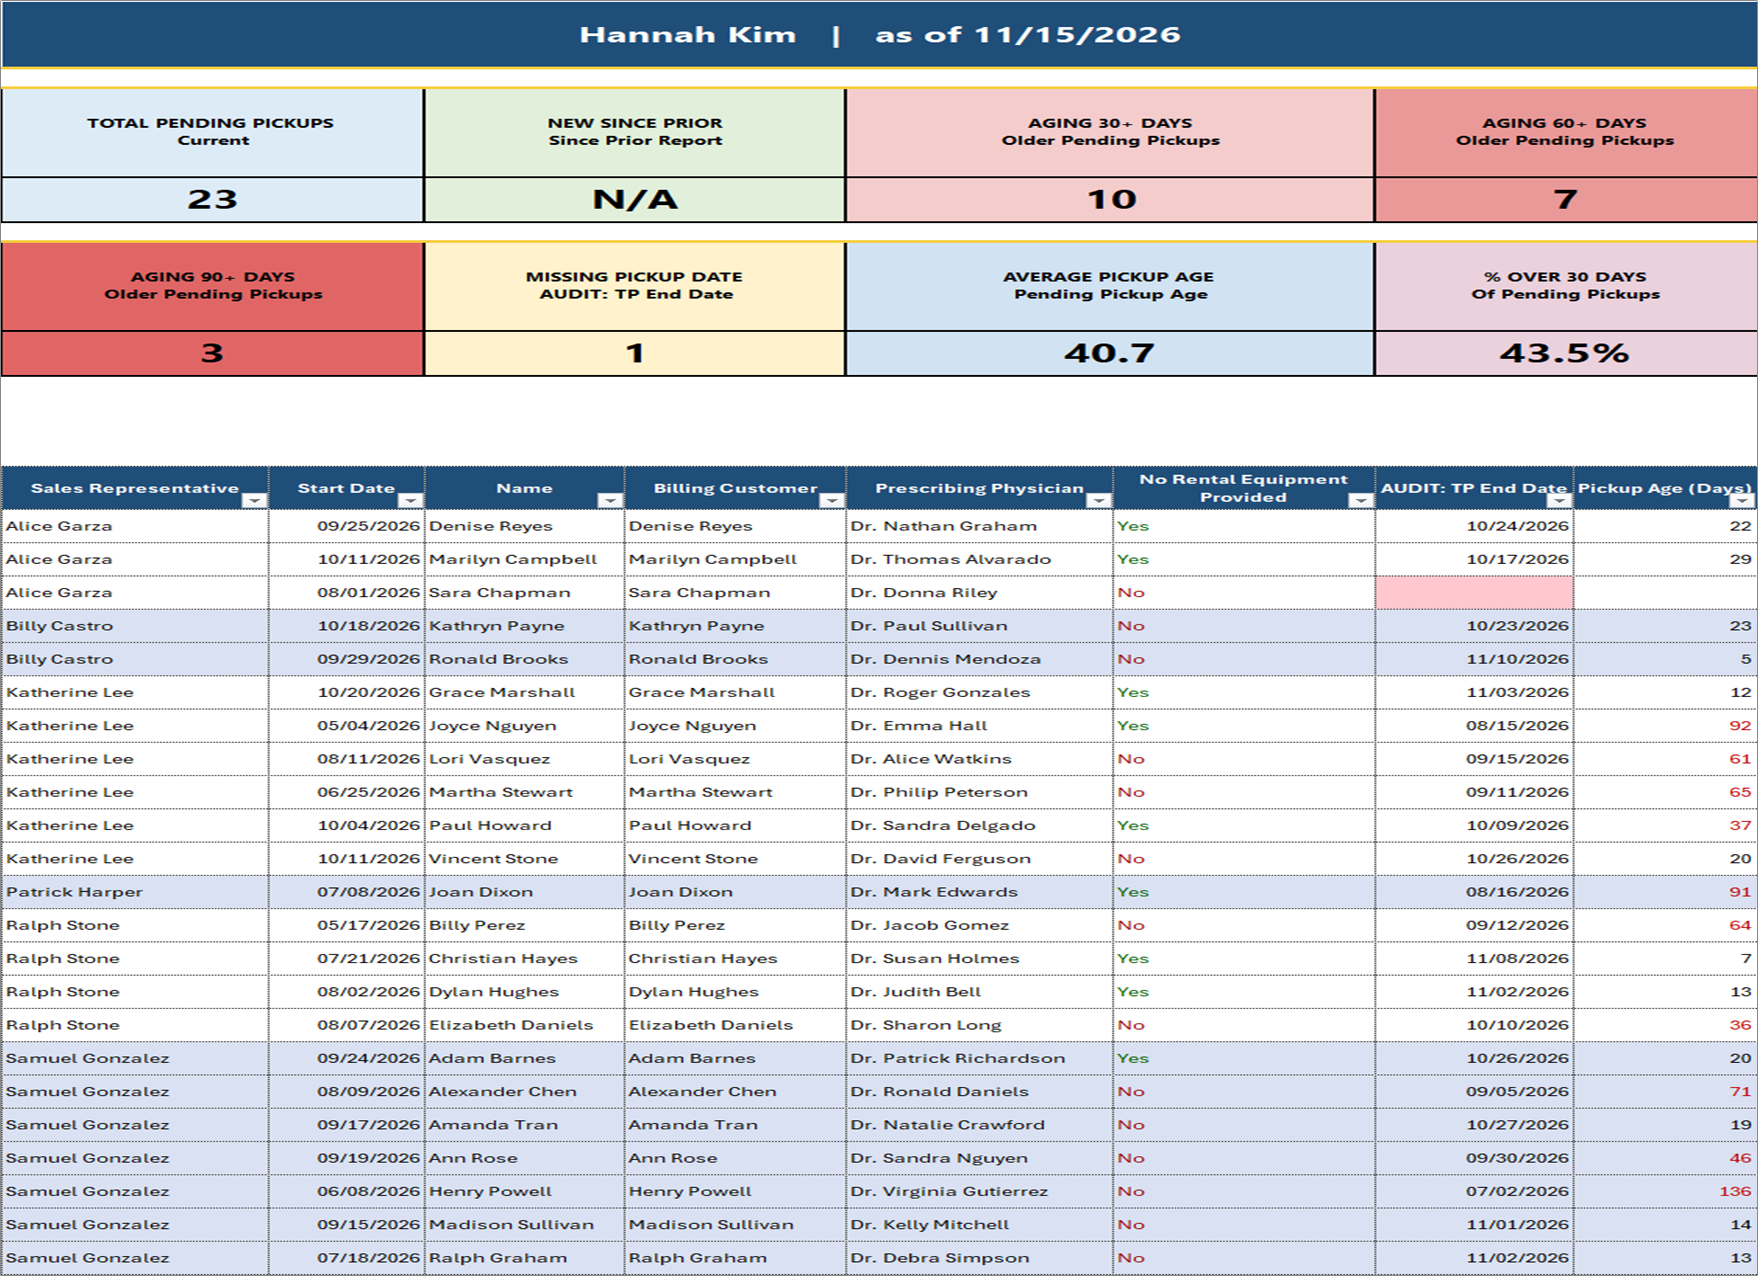 Hannah Kim | as of 11/15/2026
TOTAL PENDING PICKUPS
Current
23
NEW SINCE PRIOR
Since Prior Report
N/A
AGING 30+ DAYS
Older Pending Pickups
10
AGING 60+ DAYS
Older Pending Pickups
7
AGING 90+ DAYS
Older Pending Pickups
3
MISSING PICKUP DATE
AUDIT: TP End Date
1
AVERAGE PICKUP AGE
Pending Pickup Age
40.7
% OVER 30 DAYS
Of Pending Pickups
43.5%
Sales Representative Start Date Name Billing Customer Prescribing Physician No Rental Equipment Provided AUDIT: TP End Date Pickup Age (Days)
Alice Garza 09/25/2026 Denise Reyes Denise Reyes Dr. Nathan Graham Yes 10/24/2026 22
Alice Garza 10/11/2026 Marilyn Campbell Marilyn Campbell Dr. Thomas Alvarado Yes 10/17/2026 29
Alice Garza 08/01/2026 Sara Chapman Sara Chapman Dr. Donna Riley No
Billy Castro 10/18/2026 Kathryn Payne Kathryn Payne Dr. Paul Sullivan No 10/23/2026 23
Billy Castro 09/29/2026 Ronald Brooks Ronald Brooks Dr. Dennis Mendoza No 11/10/2026 5
Katherine Lee 10/20/2026 Grace Marshall Grace Marshall Dr. Roger Gonzales Yes 11/03/2026 12
Katherine Lee 05/04/2026 Joyce Nguyen Joyce Nguyen Dr. Emma Hall Yes 08/15/2026 92
Katherine Lee 08/11/2026 Lori Vasquez Lori Vasquez Dr. Alice Watkins No 09/15/2026 61
Katherine Lee 06/25/2026 Martha Stewart Martha Stewart Dr. Philip Peterson No 09/11/2026 65
Katherine Lee 10/04/2026 Paul Howard Paul Howard Dr. Sandra Delgado Yes 10/09/2026 37
Katherine Lee 10/11/2026 Vincent Stone Vincent Stone Dr. David Ferguson No 10/26/2026 20
Patrick Harper 07/08/2026 Joan Dixon Joan Dixon Dr. Mark Edwards Yes 08/16/2026 91
Ralph Stone 05/17/2026 Billy Perez Billy Perez Dr. Jacob Gomez No 09/12/2026 64
Ralph Stone 07/21/2026 Christian Hayes Christian Hayes Dr. Susan Holmes Yes 11/08/2026 7
Ralph Stone 08/02/2026 Dylan Hughes Dylan Hughes Dr. Judith Bell Yes 11/02/2026 13
Ralph Stone 08/07/2026 Elizabeth Daniels Elizabeth Daniels Dr. Sharon Long No 10/10/2026 36
Samuel Gonzalez 09/24/2026 Adam Barnes Adam Barnes Dr. Patrick Richardson Yes 10/26/2026 20
Samuel Gonzalez 08/09/2026 Alexander Chen Alexander Chen Dr. Ronald Daniels No 09/05/2026 71
Samuel Gonzalez 09/17/2026 Amanda Tran Amanda Tran Dr. Natalie Crawford No 10/27/2026 19
Samuel Gonzalez 09/19/2026 Ann Rose Ann Rose Dr. Sandra Nguyen No 09/30/2026 46
Samuel Gonzalez 06/08/2026 Henry Powell Henry Powell Dr. Virginia Gutierrez No 07/02/2026 136
Samuel Gonzalez 09/15/2026 Madison Sullivan Madison Sullivan Dr. Kelly Mitchell No 11/01/2026 14
Samuel Gonzalez 07/18/2026 Ralph Graham Ralph Graham Dr. Debra Simpson No 11/02/2026 13